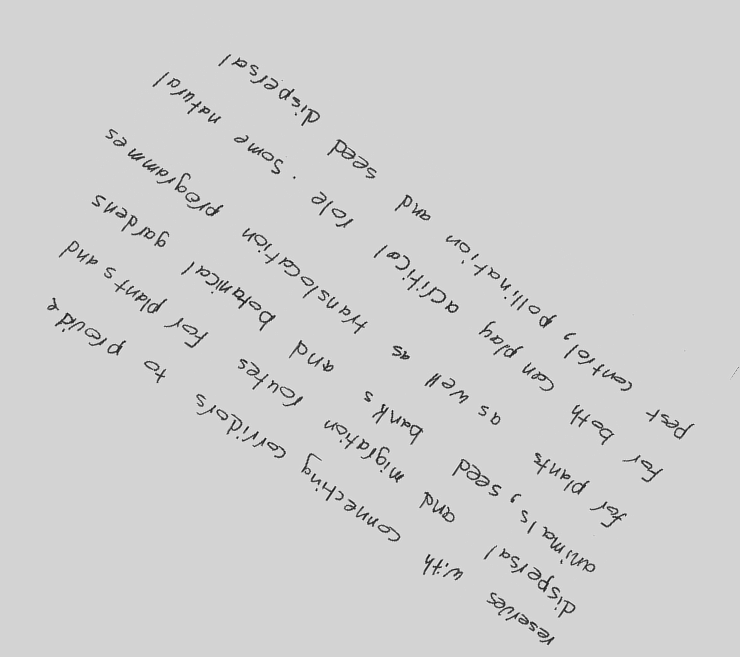 reserves with connecting corridors to provide
dispersal and migration routes for plants and
animals, seed banks and botanical gardens
for plants as well as translocation programmes
for both can play acritical role . Some natural
pest control, pollination and seed dispersal